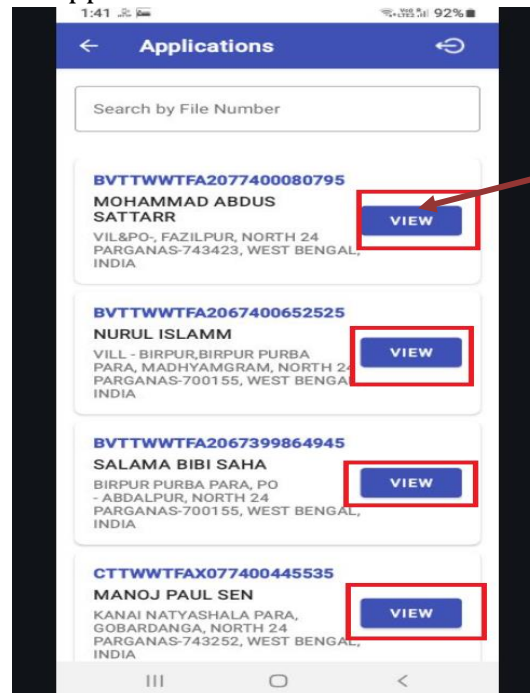 1:41
92%
Applications
Search by File Number
BVTTWWTFA2077400080795
MOHAMMAD ABDUS
SATTARR
VIEW
VIL&PO-, FAZILPUR, NORTH 24
PARGANAS-743423, WEST BENGAL,
INDIA
BVTTWWTFA2067400652525
NURUL ISLAMM
VIEW
VILL - BIRPUR,BIRPUR PURBA
PARA, MADHYAMGRAM, NORTH 24
PARGANAS-700155, WEST BENGAL
INDIA
BVTTWWTFA2067399864945
SALAMA BIBI SAHA
VIEW
BIRPUR PURBA PARA, PO
- ABDALPUR, NORTH 24
PARGANAS-700155, WEST BENGAL,
INDIA
CTTWWTFAX077400445535
MANOJ PAUL SEN
VIEW
KANAI NATYASHALA PARA,
GOBARDANGA, NORTH 24
PARGANAS-743252, WEST BENGAL,
INDIA